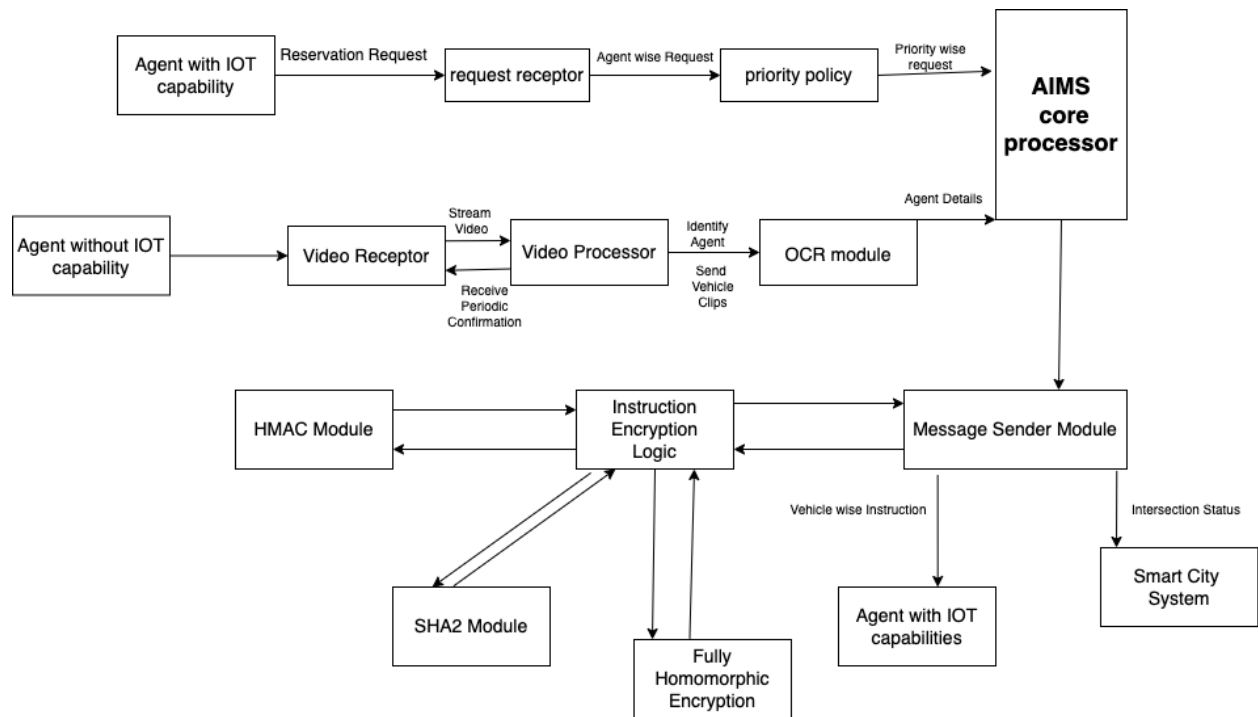 Agent with IOT
capability
Reservation Request
request receptor
Agent wise Request
priority policy
Priority wise
request
AIMS
core
processor
Agent without IOT
capability
Video Receptor
Stream
Video
Receive
Periodic
Confirmation
Video Processor
Identify
Agent
Send
Vehicle
Clips
OCR module
Agent Details
HMAC Module
Instruction
Encryption
Logic
Message Sender Module
SHA2 Module
Fully
Homomorphic
Encryption
Vehicle wise Instruction
Agent with IOT
capabilities
Intersection Status
Smart City
System